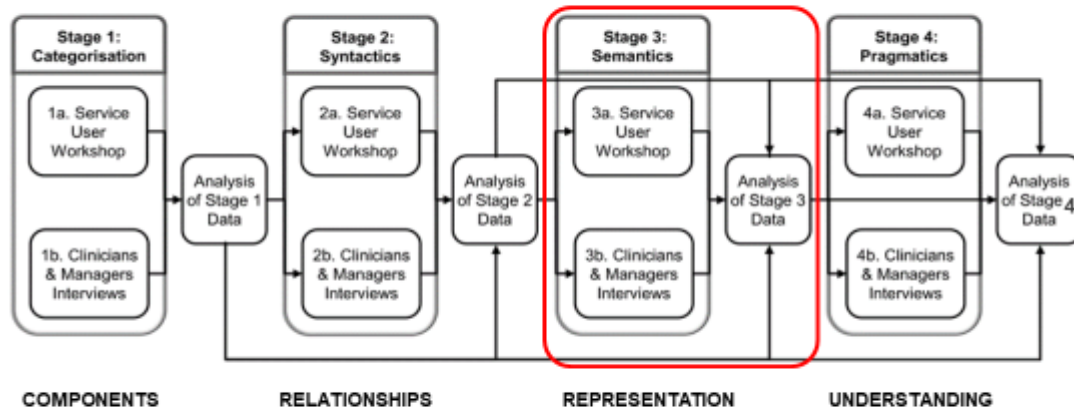 Stage 1:
Categorisation
1a. Service
User
Workshop
1b. Clinicians
& Managers
Interviews
Analysis
of Stage 1
Data
Stage 2:
Syntactics
2a. Service
User
Workshop
2b. Clinicians
& Managers
Interviews
Analysis
of Stage 2
Data
Stage 3:
Semantics
3a. Service
User
Workshop
3b. Clinicians
& Managers
Interviews
Analysis
of Stage 3
Data
Stage 4:
Pragmatics
4a. Service
User
Workshop
4b. Clinicians
& Managers
Interviews
Analysis
of Stage 4
Data
COMPONENTS
RELATIONSHIPS
REPRESENTATION
UNDERSTANDING